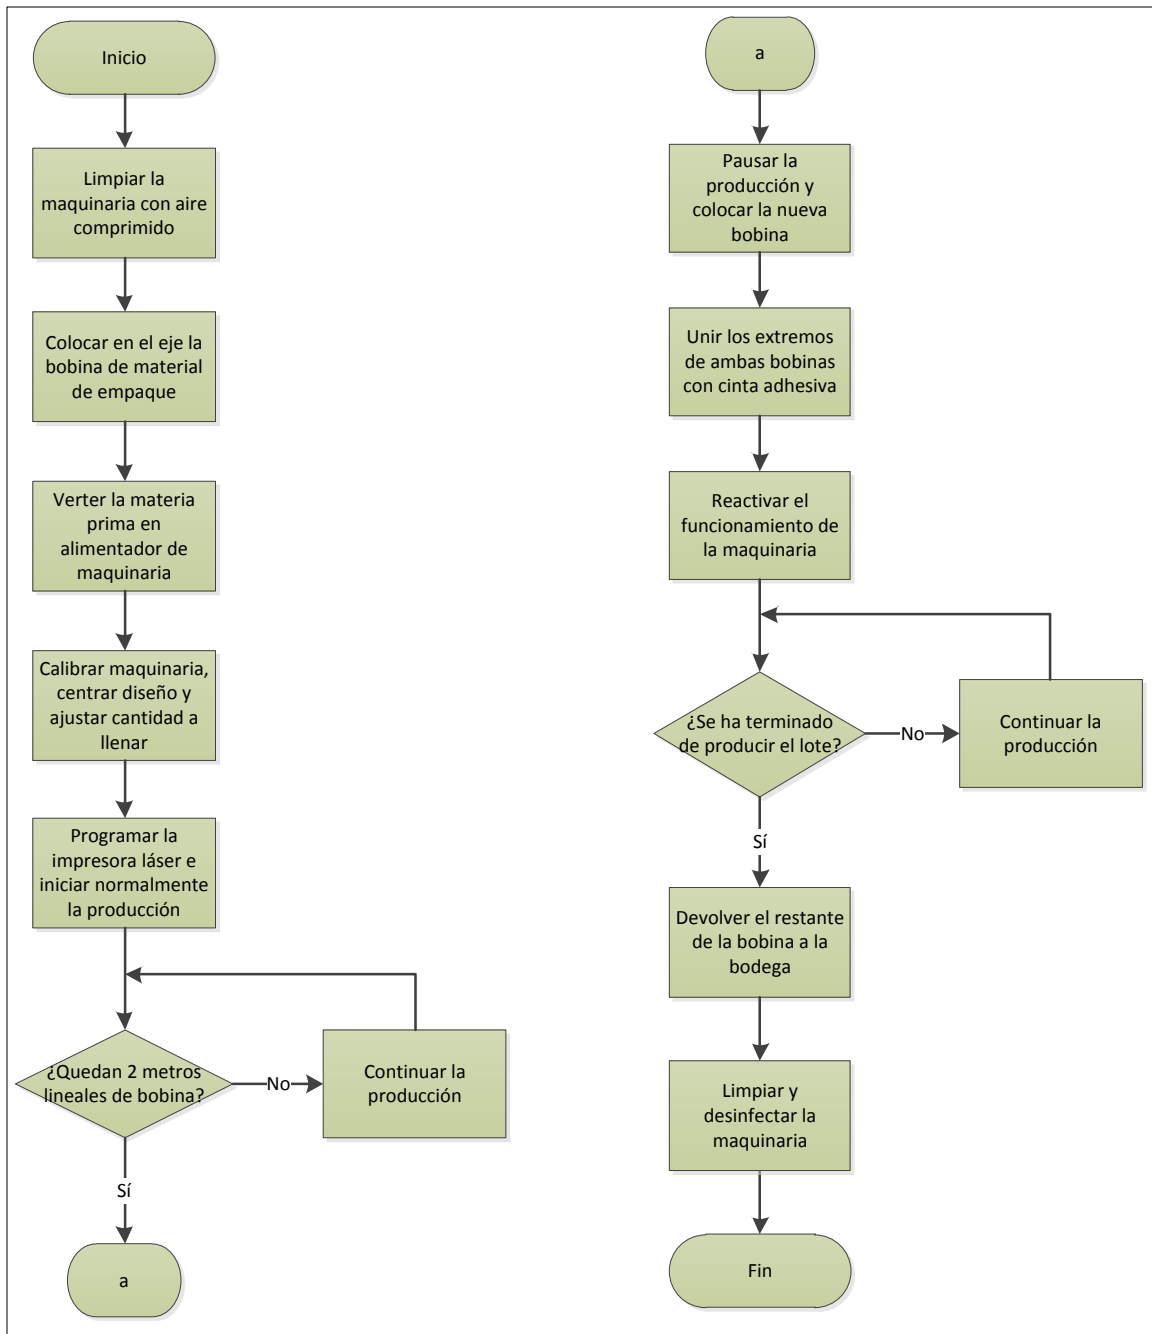 Inicio
Limpiar la
maquinaria con aire
comprimido
Colocar en el eje la
bobina de material
de empaque
Verter la materia
prima en
alimentador de
maquinaria
Calibrar maquinaria,
centrar diseño y
ajustar cantidad a
llenar
Programar la
impresora láser e
iniciar normalmente
la producción
¿Quedan 2 metros
lineales de bobina?
No
Continuar la
producción
Sí
a
a
Pausar la
producción y
colocar la nueva
bobina
Unir los extremos
de ambas bobinas
con cinta adhesiva
Reactivar el
funcionamiento de
la maquinaria
¿Se ha terminado
de producir el lote?
No
Continuar la
producción
Sí
Devolver el restante
de la bobina a la
bodega
Limpiar y
desinfectar la
maquinaria
Fin